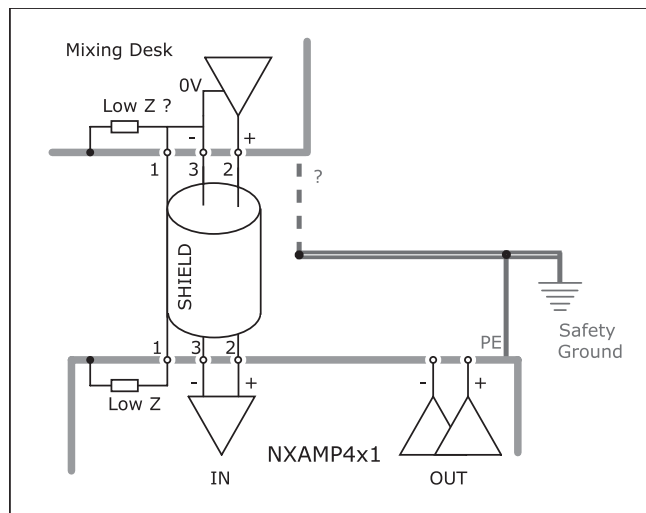 Mixing Desk
0V
Low Z ?
- +
1 3 2
?
SHIELD
1 3 2
PE
Safety
Ground
- + - +
Low Z
NXAMP4x1
IN OUT